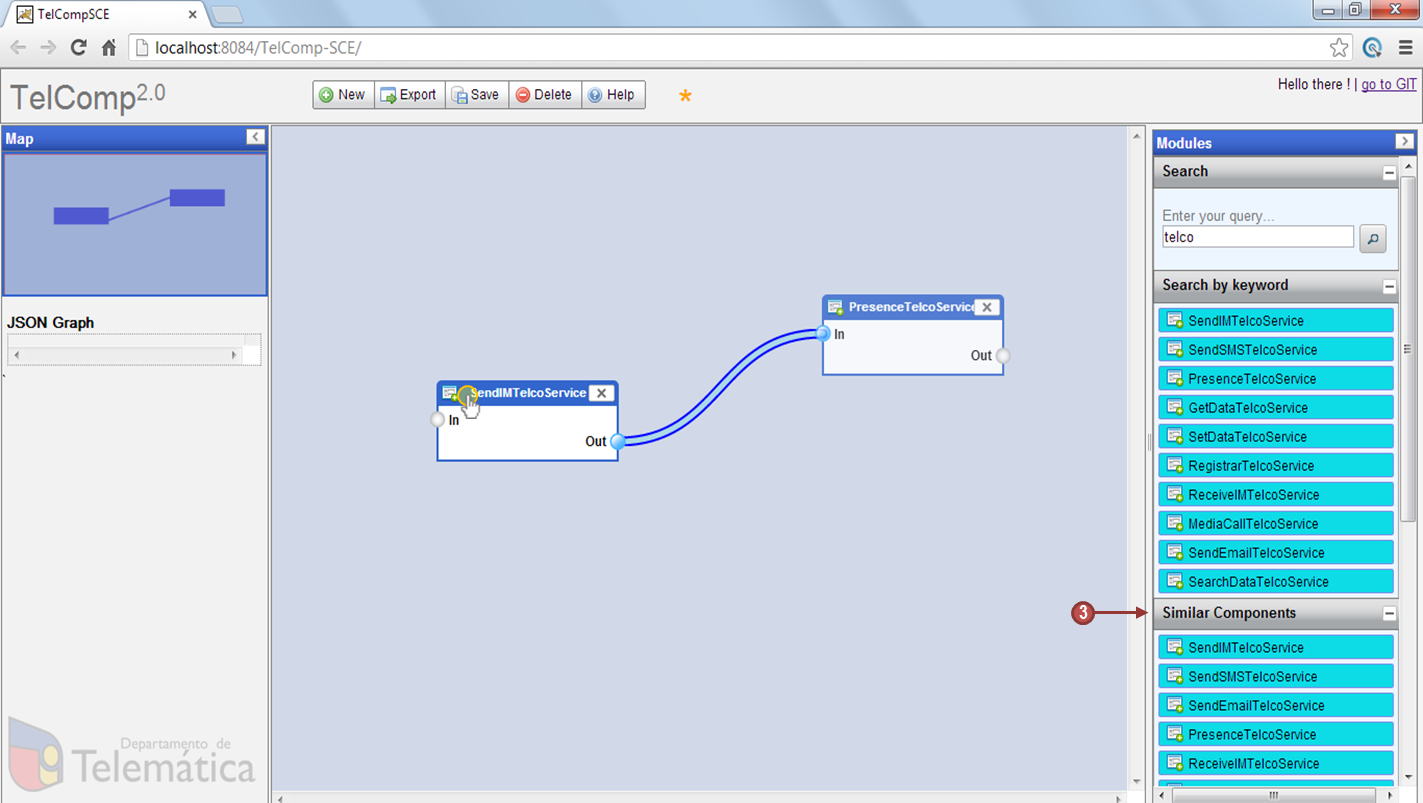 TelCompSCE
localhost:8084/TelComp-SCE/
TelComp2.0
New
Export
Save
Delete
Help
*
Hello there ! | go to GIT
Map
JSON Graph
SendIMTelcoService
In
Out
PresenceTelcoService
In
Out
3
Modules
Search
Enter your query...
telco
Search by keyword
SendIMTelcoService
SendSMSTelcoService
PresenceTelcoService
GetDataTelcoService
SetDataTelcoService
RegistrarTelcoService
ReceiveIMTelcoService
MediaCallTelcoService
SendEmailTelcoService
SearchDataTelcoService
Similar Components
SendIMTelcoService
SendSMSTelcoService
SendEmailTelcoService
PresenceTelcoService
ReceiveIMTelcoService
Departamento de
Telemática